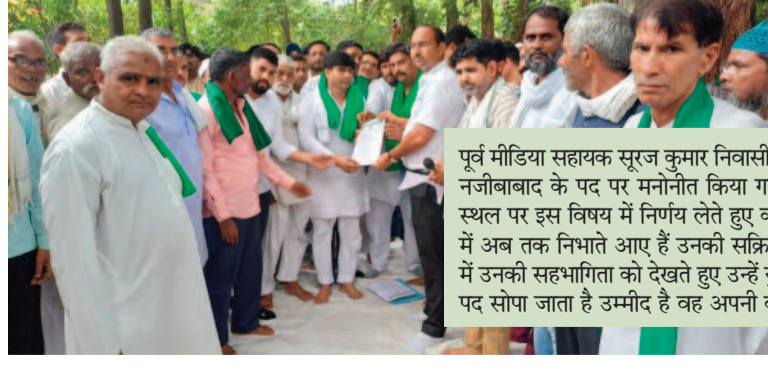 पूर्व मीडिया सहायक सूरज कुमार निवासी
नजीबाबाद के पद पर मनोनीत किया
स्थल पर इस विषय में निर्णय लेते हुए
में अब तक निभाते आए हैं उनकी
में उनकी सहभागिता को देखते हुए उन्हें
पद सोपा जाता है उम्मीद है वह अपनी